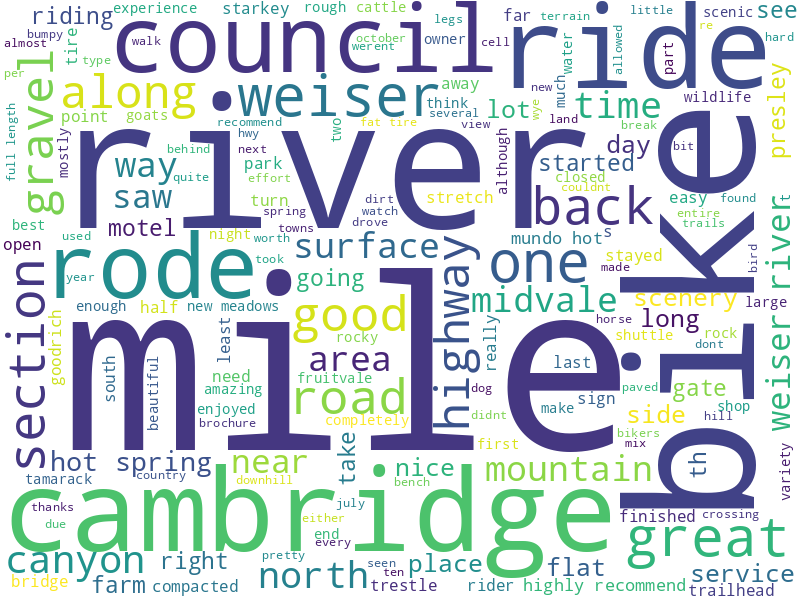 riding
experience
starkey
rough
cattle
far
terrain
little
scenic
see
bumpy
legs
almost
october
werent
walk
tire
council
owner
cell
ride
allowed
re
hard
part
per
type
weiser
along
gravel
point
goats
away
think
several
lot
much
water
time
new
land
wildlife
wye
break
presley
full length
mostly
recommend
hwy
two
fat tire
view
river
behind
next
way
quite
effort
park
started
day
bit
closed
couldnt
although
saw
turn
stretch
back
easy
found
entire
trails
best
motel
spring
dirt
watch
towns
drove
night
mundo hot
s
open
used
worth
took
surface
one
stayed
bird
weiser river
t
rode
year
going
highway
made
scenery
large
section
enough
half
new meadows
good
midvale
horse
long
goodrich
least
rocky
really
shuttle
rock
dont
mile
area
road
last
sign
paved
bike
south
beautiful
need
amazing
fruitvale
dog
make
gate
shop
enjoyed
brochure
completely
didnt
side
hill
bikers
mix
hot spring
near
take
first
nice
mountain
th
tamarack
country
downhill
bench
variety
thanks
july
cambridge
finished
crossing
due
either
every
end
great
canyon
right
pretty
seen
ten
place
flat
service
bridge
farm
compacted
north
trestle
rider
highly recommend
trailhead